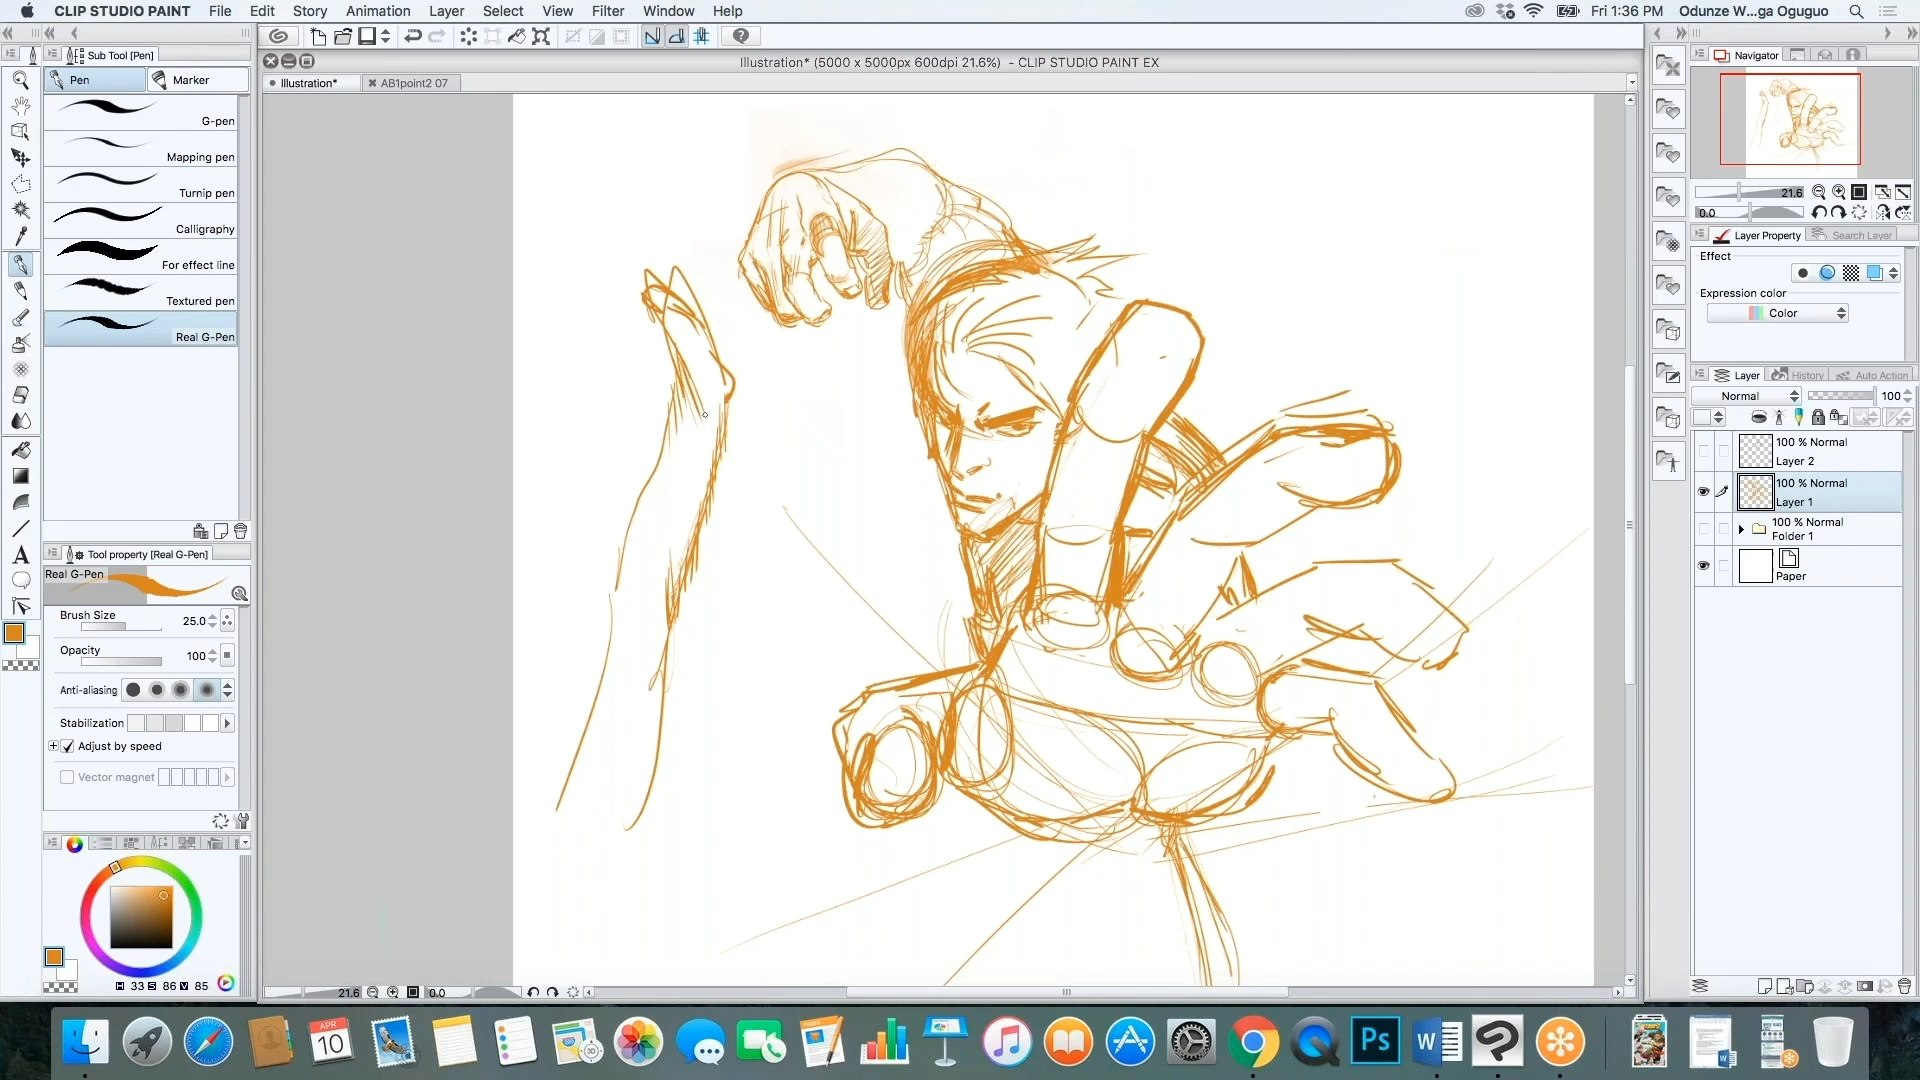 CLIP STUDIO PAINT File Edit Story Animation Layer Select View Filter Window Help Fri 1:36 PM Odunze W...ga Oguguo
Illustration* (5000 x 5000px 600dpi 21.6%) - CLIP STUDIO PAINT EX
Illustration* AB1point2 07
Sub Tool [Pen]
Pen Marker
G-pen
Mapping pen
Turnip pen
Calligraphy
For effect line
Textured pen
Real G-Pen
Tool property [Real G-Pen]
Real G-Pen
Brush Size 25.0
Opacity 100
Anti-aliasing
Stabilization
Adjust by speed
Vector magnet
H 33 S 86 V 85
21.6 0.0
Navigator
21.6
0.0
Layer Property Search Layer
Effect
Expression color
Color
Layer History Auto Action
Normal 100
100 % Normal
Layer 2
100 % Normal
Layer 1
100 % Normal
Folder 1
Paper
A
APR
10
PAGES
3D
Ps
W